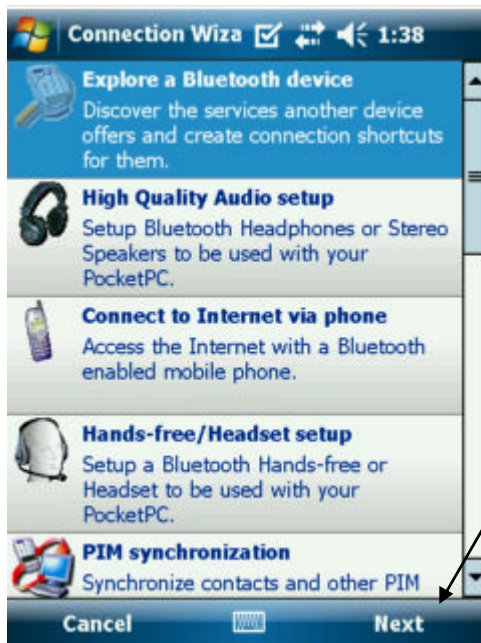 Connection Wiza 1:38
Explore a Bluetooth device
Discover the services another device
offers and create connection shortcuts
for them.
High Quality Audio setup
Setup Bluetooth Headphones or Stereo
Speakers to be used with your
PocketPC.
Connect to Internet via phone
Access the Internet with a Bluetooth
enabled mobile phone.
Hands-free/Headset setup
Setup a Bluetooth Hands-free or
Headset to be used with your
PocketPC.
PIM synchronization
Synchronize contacts and other PIM
Cancel Next